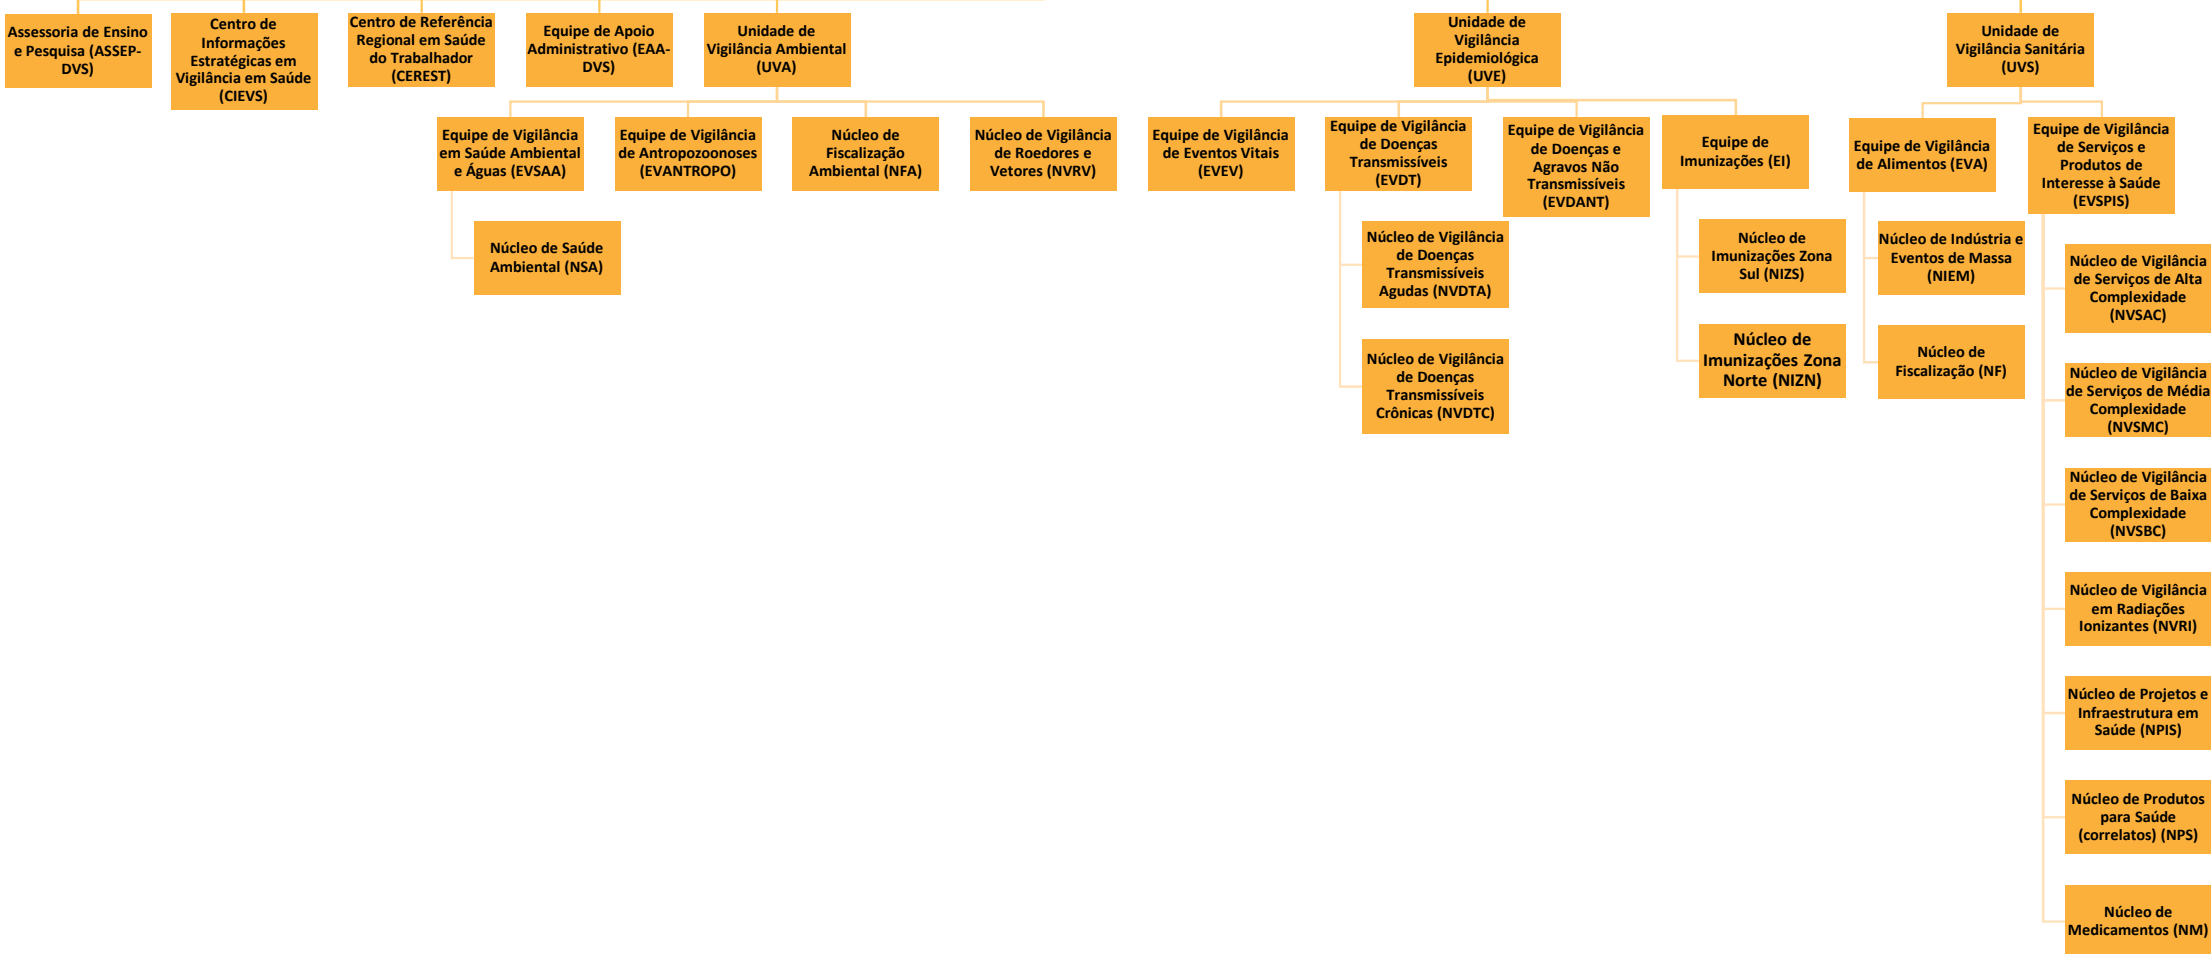 Assessoria de Ensino
e Pesquisa (ASSEP-
DVS)
Centro de
Informações
Estratégicas em
Vigilância em Saúde
(CIEVS)
Centro de Referência
Regional em Saúde
do Trabalhador
(CEREST)
Equipe de Apoio
Administrativo (EAA-
DVS)
Unidade de
Vigilância Ambiental
(UVA)
Unidade de
Vigilância
Epidemiológica
(UVE)
Unidade de
Vigilância Sanitária
(UVS)
Equipe de Vigilância
em Saúde Ambiental
e Águas (EVSAA)
Equipe de Vigilância
de Antropozoonoses
(EVANTROPO)
Núcleo de
Fiscalização
Ambiental (NFA)
Núcleo de Vigilância
de Roedores e
Vetores (NVRV)
Equipe de Vigilância
de Eventos Vitais
(EVEV)
Equipe de Vigilância
de Doenças
Transmissíveis
(EVDT)
Equipe de Vigilância
de Doenças e
Agravos Não
Transmissíveis
(EVDANT)
Equipe de
Imunizações (EI)
Equipe de Vigilância
de Alimentos (EVA)
Equipe de Vigilância
de Serviços e
Produtos de
Interesse à Saúde
(EVSPIS)
Núcleo de Saúde
Ambiental (NSA)
Núcleo de Vigilância
de Doenças
Transmissíveis
Agudas (NVDTA)
Núcleo de Vigilância
de Doenças
Transmissíveis
Crônicas (NVDTC)
Núcleo de
Imunizações Zona
Sul (NIZS)
Núcleo de
Imunizações Zona
Norte (NIZN)
Núcleo de Indústria e
Eventos de Massa
(NIEM)
Núcleo de
Fiscalização (NF)
Núcleo de Vigilância
de Serviços de Alta
Complexidade
(NVSAC)
Núcleo de Vigilância
de Serviços de Média
Complexidade
(NVSMC)
Núcleo de Vigilância
de Serviços de Baixa
Complexidade
(NVSBC)
Núcleo de Vigilância
em Radiações
Ionizantes (NVRI)
Núcleo de Projetos e
Infraestrutura em
Saúde (NPIS)
Núcleo de Produtos
para Saúde
(correlatos) (NPS)
Núcleo de
Medicamentos (NM)